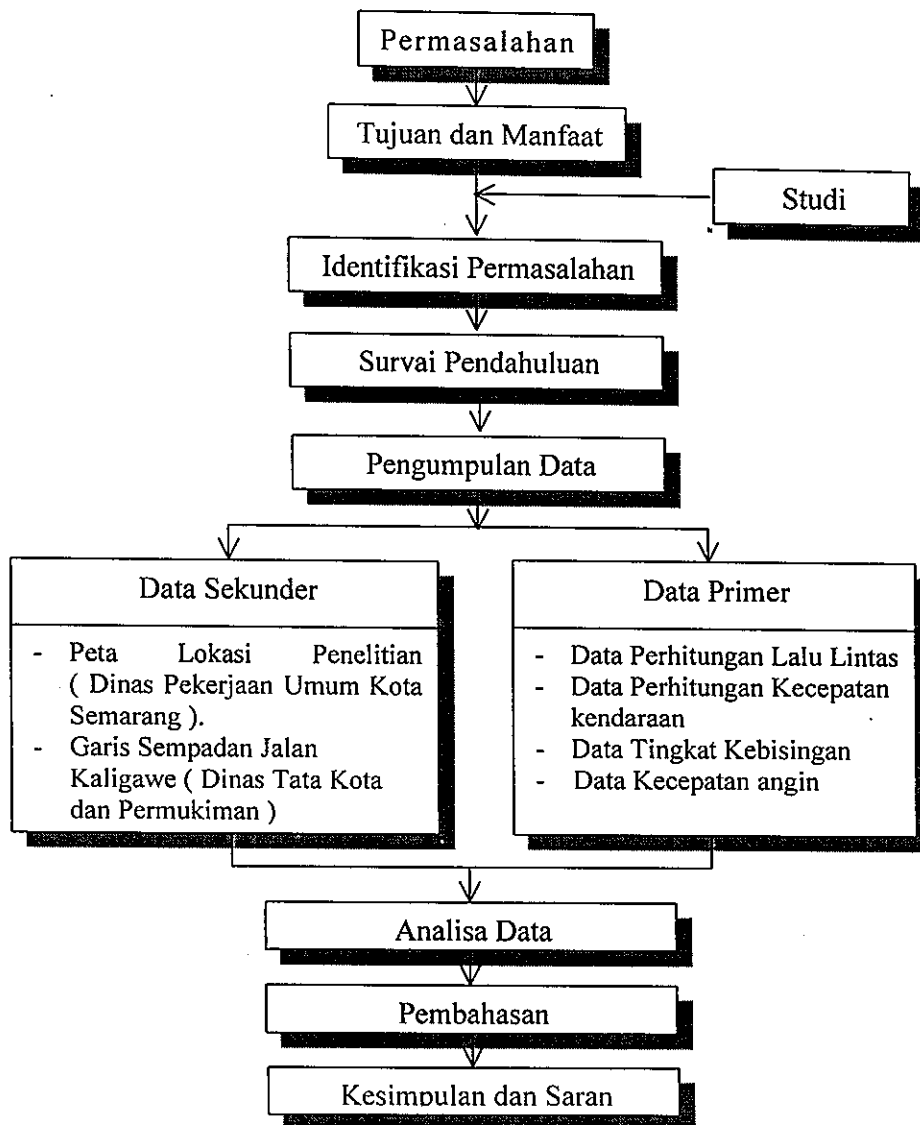 Permasalahan
Tujuan dan Manfaat
Studi
Identifikasi Permasalahan
Survai Pendahuluan
Pengumpulan Data
Data Sekunder
- Peta Lokasi Penelitian
( Dinas Pekerjaan Umum Kota
Semarang ).
- Garis Sempadan Jalan
Kaligawe ( Dinas Tata Kota
dan Permukiman )
Data Primer
- Data Perhitungan Lalu Lintas
- Data Perhitungan Kecepatan
kendaraan
- Data Tingkat Kebisingan
- Data Kecepatan angin
Analisa Data
Pembahasan
Kesimpulan dan Saran